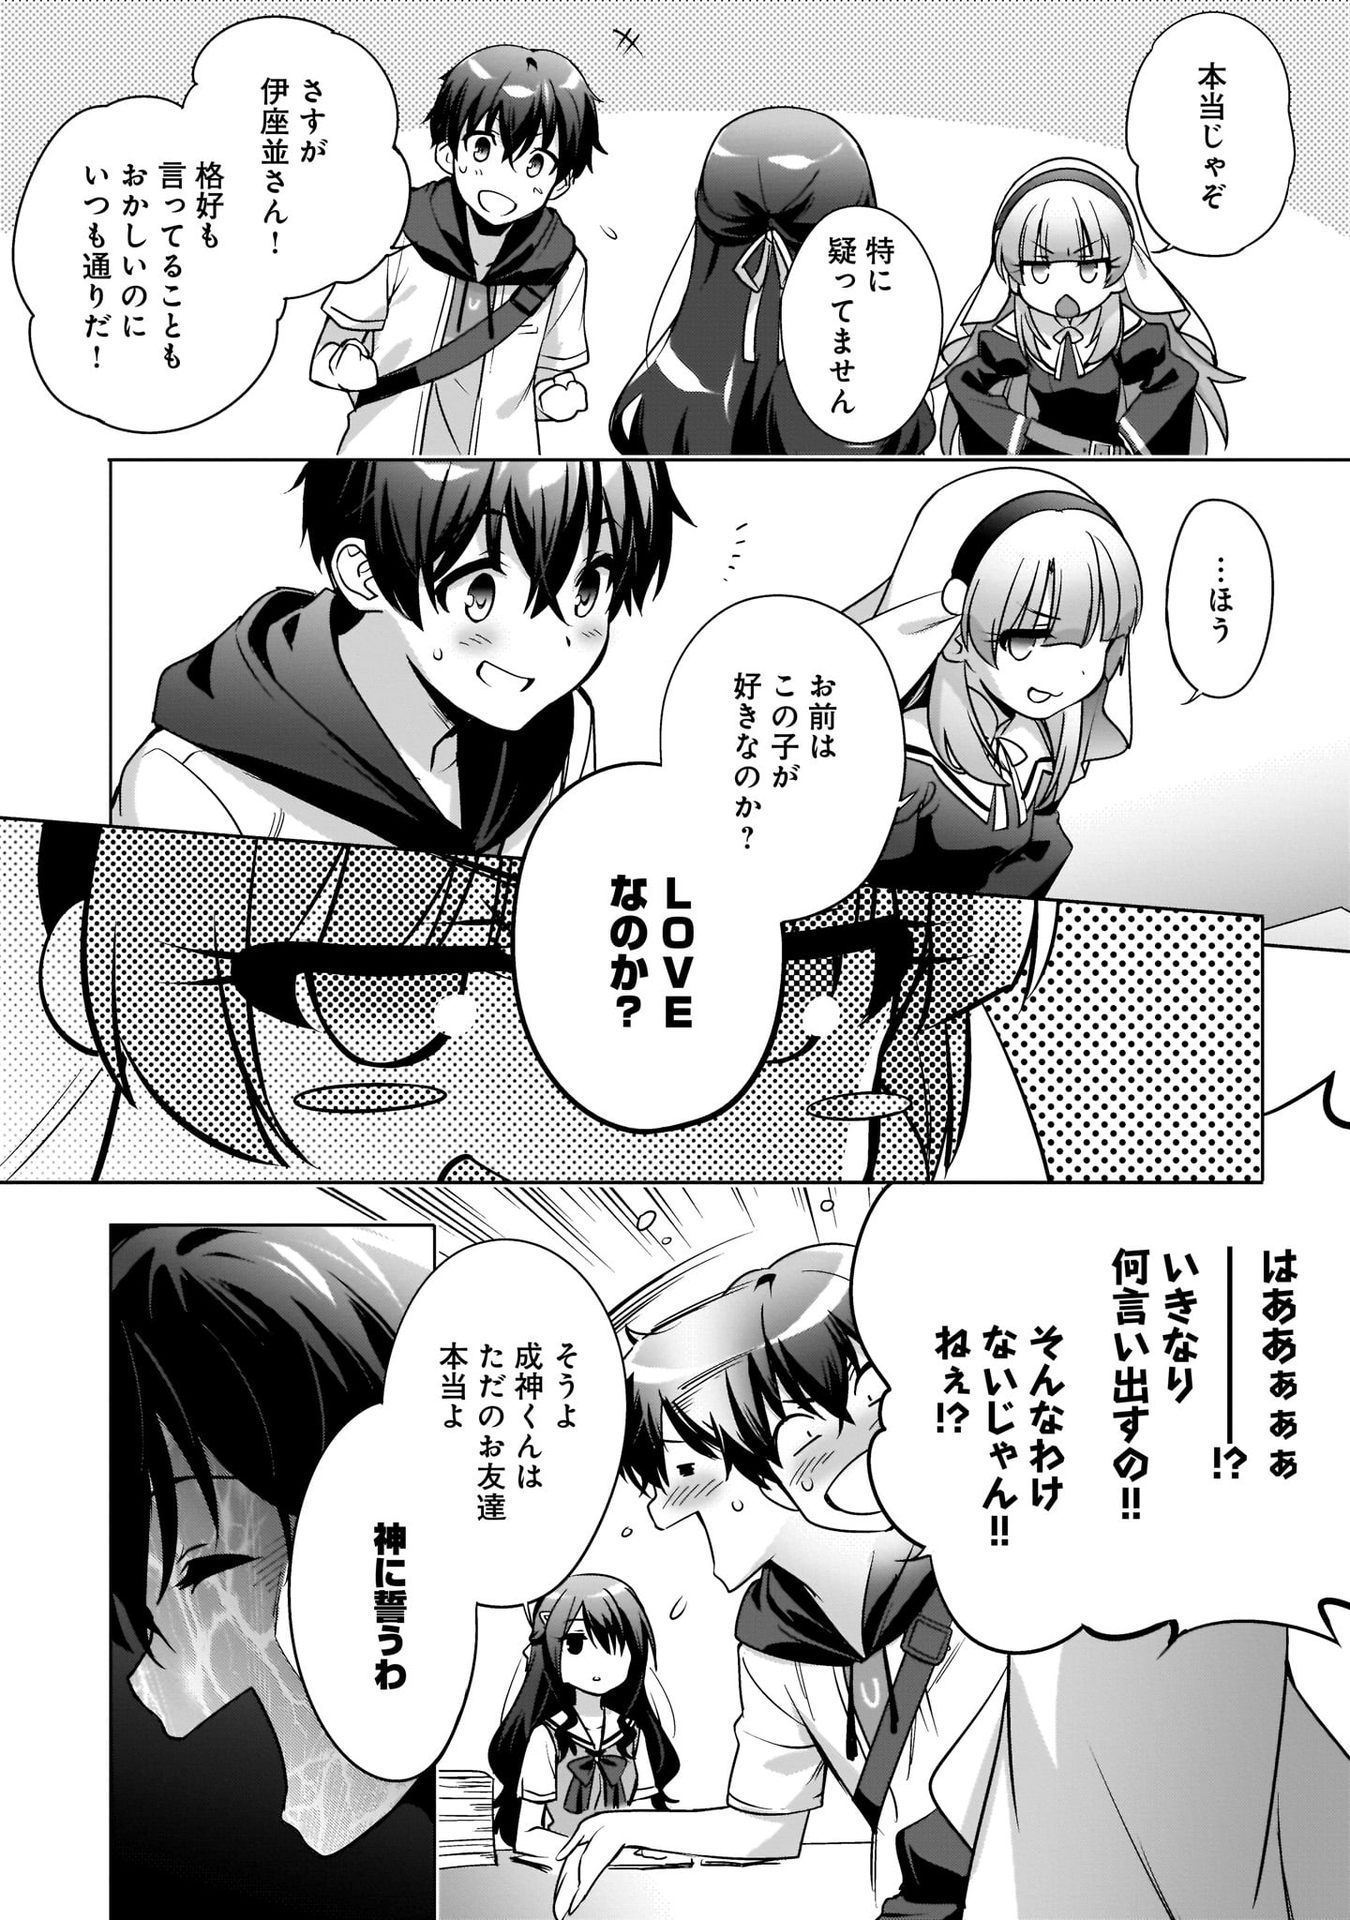 本当じゃぞ
特に
疑ってません
さすが
伊座並さん！
格好も
言ってることも
おかしいのに
いつも通りだ！
…ほう
お前は
この子が
好きなのか？
LOVE
なのか？
はあぁぁぁぁ
――――!?
いきなり
何言い出すの!!
そんなわけ
ないじゃん!!
ねぇ!?
そうよ
成神くんは
ただのお友達
本当よ
神に誓うわ